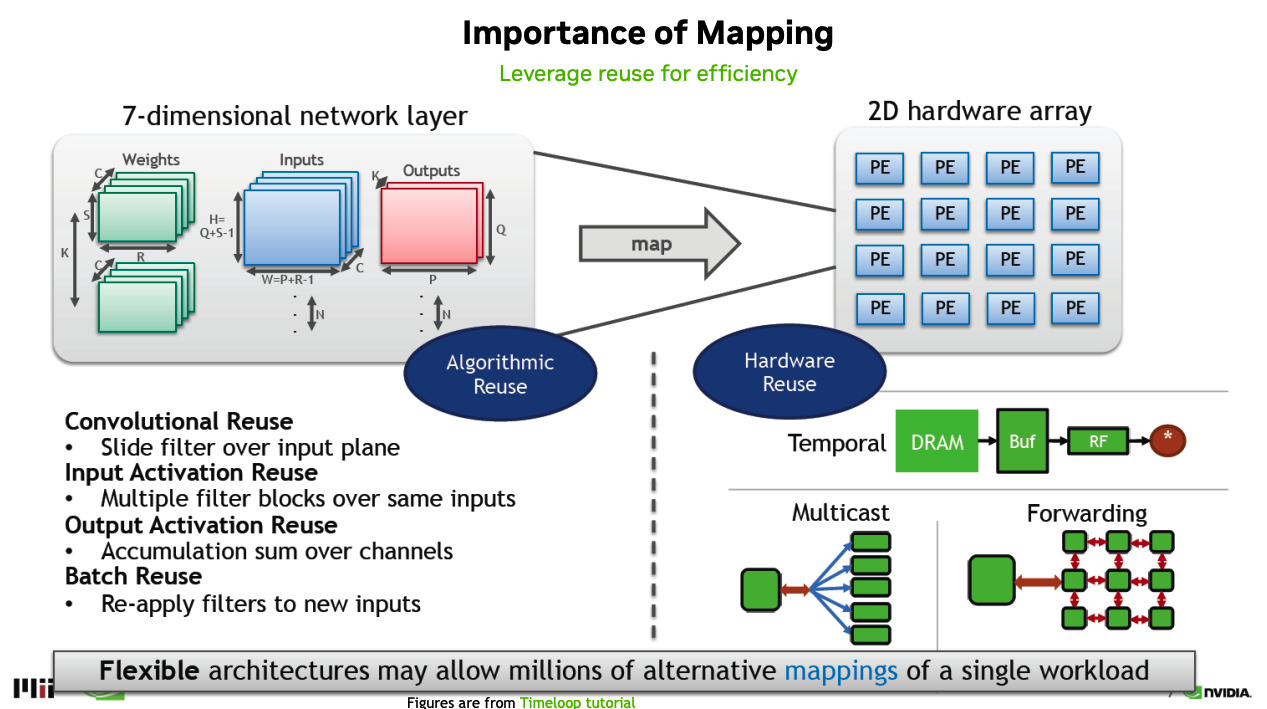 Importance of Mapping
Leverage reuse for efficiency
7-dimensional network layer
2D hardware array
Weights
Inputs
Outputs
C
S
K
R
C
H=
Q+S-1
W=P+R-1
C
N
K
Q
P
N
map
PE PE PE PE
PE PE PE PE
PE PE PE PE
PE PE PE PE
Algorithmic
Reuse
Hardware
Reuse
Convolutional Reuse
• Slide filter over input plane
Input Activation Reuse
• Multiple filter blocks over same inputs
Output Activation Reuse
• Accumulation sum over channels
Batch Reuse
• Re-apply filters to new inputs
Temporal
DRAM
Buf
RF
*
Multicast
Forwarding
Flexible architectures may allow millions of alternative mappings of a single workload
Mii
NVIDIA.
Figures are from Timeloop tutorial